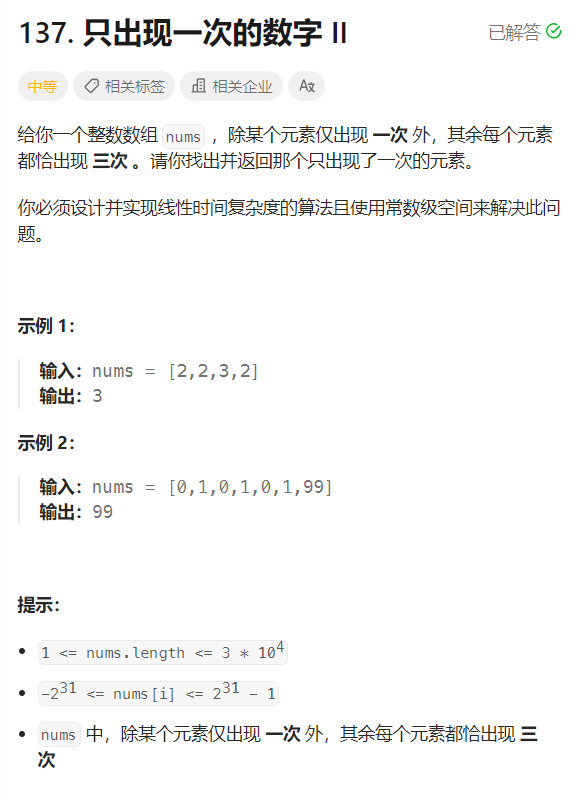 137. 只出现一次的数字 II
已解答
中等
相关标签
相关企业
给你一个整数数组 nums ，除某个元素仅出现 一次 外，其余每个元素
都恰出现 三次 。请你找出并返回那个只出现了一次的元素。
你必须设计并实现线性时间复杂度的算法且使用常数级空间来解决此问
题。
示例 1：
输入：nums = [2,2,3,2]
输出：3
示例 2：
输入：nums = [0,1,0,1,0,1,99]
输出：99
提示：
1 <= nums.length <= 3 * 10^4
-2^31 <= nums[i] <= 2^31 - 1
nums 中，除某个元素仅出现 一次 外，其余每个元素都恰出现 三
次